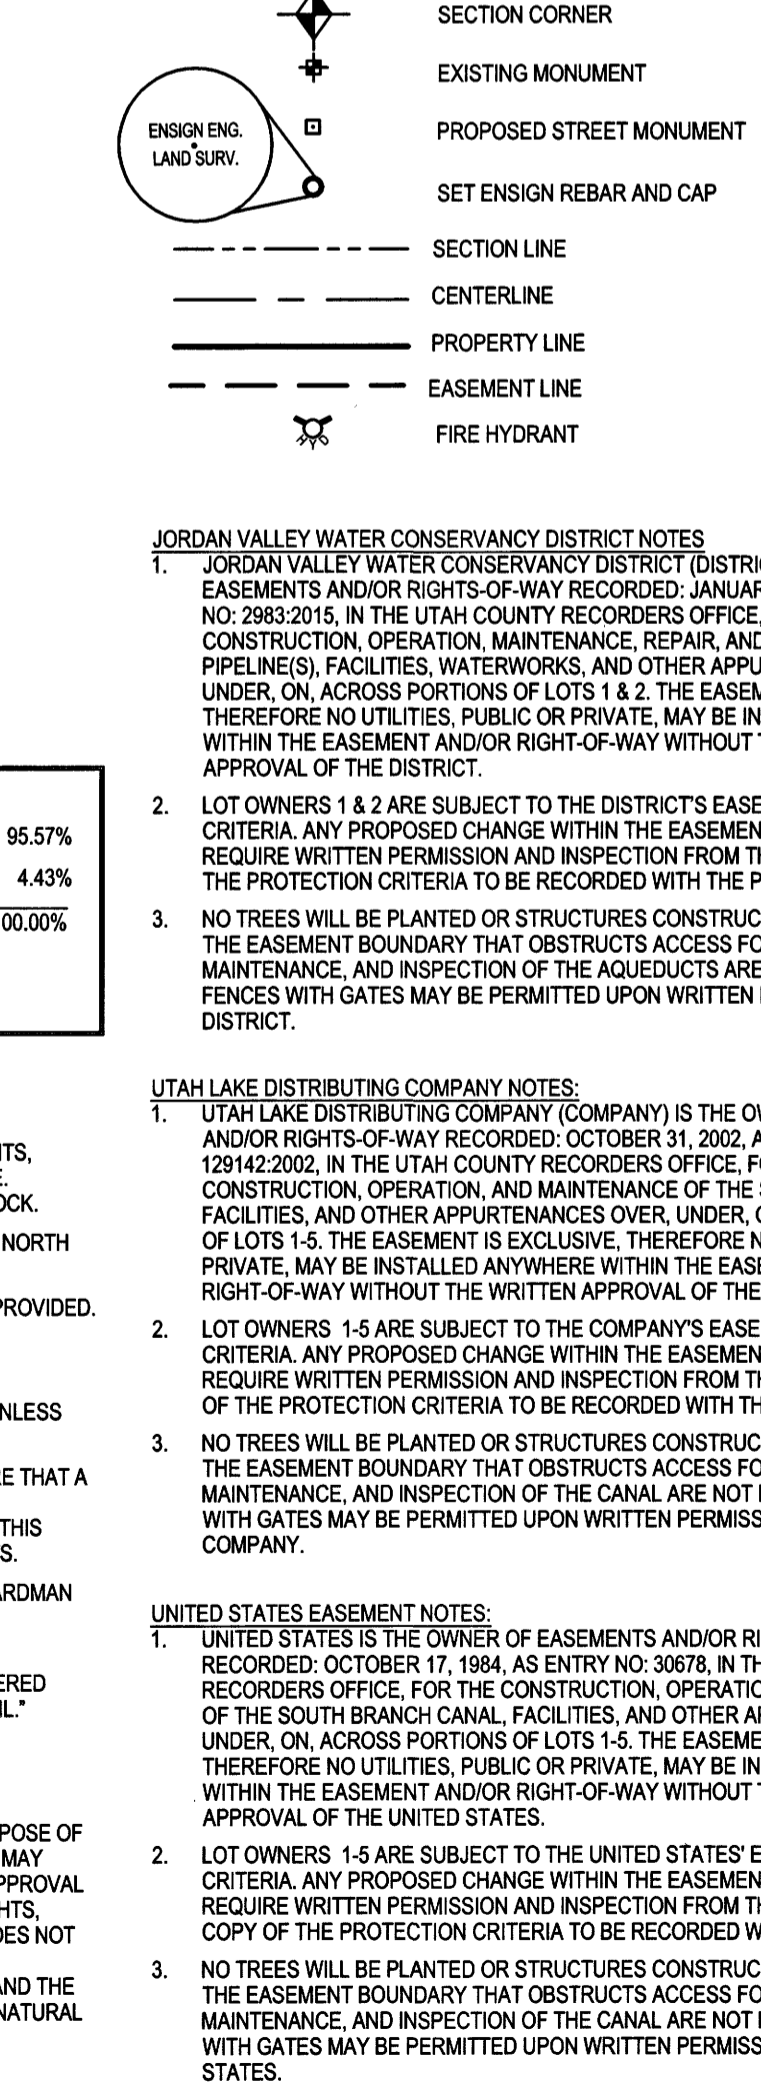 SECTION CORNER
EXISTING MONUMENT
ENSIGN ENG.
LAND SURV.
PROPOSED STREET MONUMENT
SET ENSIGN REBAR AND CAP
SECTION LINE
CENTERLINE
PROPERTY LINE
EASEMENT LINE
HYD
FIRE HYDRANT
95.57%
4.43%
00.00%
NORTH
PROVIDED.
THAT A
THIS
POSE OF
MAY
NOT
AND THE
NATURAL
JORDAN VALLEY WATER CONSERVANCY DISTRICT NOTES
1. JORDAN VALLEY WATER CONSERVANCY DISTRICT
EASEMENTS AND/OR RIGHTS-OF-WAY RECORDED:
NO: 2983:2015, IN THE UTAH COUNTY RECORDERS OFFICE,
CONSTRUCTION, OPERATION, MAINTENANCE, REPAIR,
PIPELINE(S), FACILITIES, WATERWORKS, AND OTHER
UNDER, ON, ACROSS PORTIONS OF LOTS 1 & 2. THE
THEREFORE NO UTILITIES, PUBLIC OR PRIVATE, MAY BE
WITHIN THE EASEMENT AND/OR RIGHT-OF-WAY WITHOUT
APPROVAL OF THE DISTRICT.
2. LOT OWNERS 1 & 2 ARE SUBJECT TO THE DISTRICT'S
CRITERIA. ANY PROPOSED CHANGE WITHIN THE
REQUIRE WRITTEN PERMISSION AND INSPECTION FROM
THE PROTECTION CRITERIA TO BE RECORDED WITH THE
3. NO TREES WILL BE PLANTED OR STRUCTURES
THE EASEMENT BOUNDARY THAT OBSTRUCTS ACCESS
MAINTENANCE, AND INSPECTION OF THE AQUEDUCTS ARE
FENCES WITH GATES MAY BE PERMITTED UPON WRITTEN
DISTRICT.
UTAH LAKE DISTRIBUTING COMPANY NOTES:
1. UTAH LAKE DISTRIBUTING COMPANY (COMPANY) IS THE
AND/OR RIGHTS-OF-WAY RECORDED: OCTOBER 31, 2002,
129142:2002, IN THE UTAH COUNTY RECORDERS OFFICE,
CONSTRUCTION, OPERATION, AND MAINTENANCE OF THE
FACILITIES, AND OTHER APPURTENANCES OVER, UNDER,
OF LOTS 1-5. THE EASEMENT IS EXCLUSIVE, THEREFORE
PRIVATE, MAY BE INSTALLED ANYWHERE WITHIN THE
RIGHT-OF-WAY WITHOUT THE WRITTEN APPROVAL OF THE
2. LOT OWNERS 1-5 ARE SUBJECT TO THE COMPANY'S
CRITERIA. ANY PROPOSED CHANGE WITHIN THE
REQUIRE WRITTEN PERMISSION AND INSPECTION FROM
OF THE PROTECTION CRITERIA TO BE RECORDED WITH
3. NO TREES WILL BE PLANTED OR STRUCTURES
THE EASEMENT BOUNDARY THAT OBSTRUCTS ACCESS
MAINTENANCE, AND INSPECTION OF THE CANAL ARE NOT
WITH GATES MAY BE PERMITTED UPON WRITTEN
COMPANY.
UNITED STATES EASEMENT NOTES:
1. UNITED STATES IS THE OWNER OF EASEMENTS AND/OR
RECORDED: OCTOBER 17, 1984, AS ENTRY NO: 30678, IN
RECORDERS OFFICE, FOR THE CONSTRUCTION,
OF THE SOUTH BRANCH CANAL, FACILITIES, AND OTHER
UNDER, ON, ACROSS PORTIONS OF LOTS 1-5. THE
THEREFORE NO UTILITIES, PUBLIC OR PRIVATE, MAY BE
WITHIN THE EASEMENT AND/OR RIGHT-OF-WAY WITHOUT
APPROVAL OF THE UNITED STATES.
2. LOT OWNERS 1-5 ARE SUBJECT TO THE UNITED STATES'
CRITERIA. ANY PROPOSED CHANGE WITHIN THE
REQUIRE WRITTEN PERMISSION AND INSPECTION FROM
COPY OF THE PROTECTION CRITERIA TO BE RECORDED
3. NO TREES WILL BE PLANTED OR STRUCTURES
THE EASEMENT BOUNDARY THAT OBSTRUCTS ACCESS
MAINTENANCE, AND INSPECTION OF THE CANAL ARE NOT
WITH GATES MAY BE PERMITTED UPON WRITTEN
STATES.